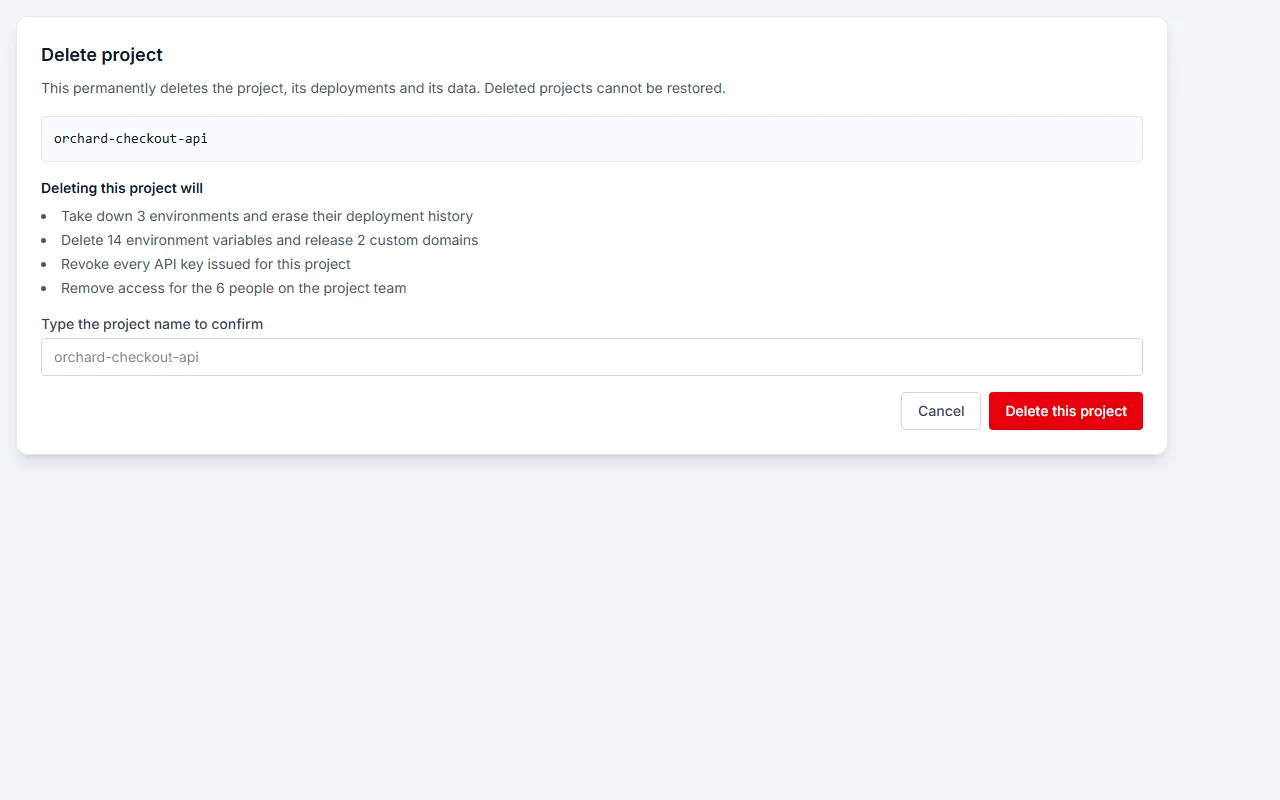 Delete project
This permanently deletes the project, its deployments and its data. Deleted projects cannot be restored.
orchard-checkout-api
Deleting this project will
Take down 3 environments and erase their deployment history
Delete 14 environment variables and release 2 custom domains
Revoke every API key issued for this project
Remove access for the 6 people on the project team
Type the project name to confirm
orchard-checkout-api
Cancel Delete this project